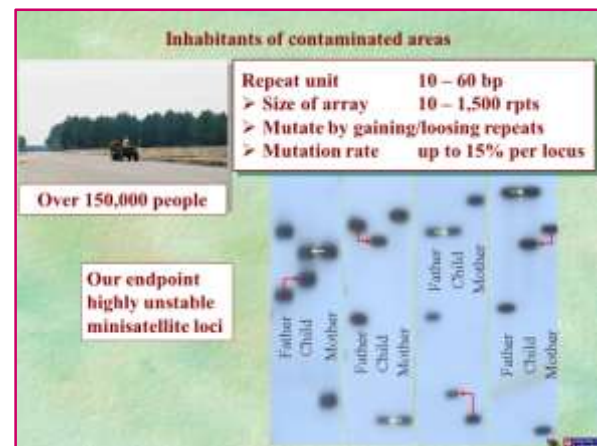 Inhabitants of contaminated areas
Repeat unit 10 – 60 bp
➢ Size of array 10 – 1,500 rpts
➢ Mutate by gaining/loosing repeats
➢ Mutation rate up to 15% per locus
Over 150,000 people
Our endpoint
highly unstable
minisatellite loci
Father
Child
Mother
Father
Child
Mother
Father
Child
Mother
Father
Child
Mother